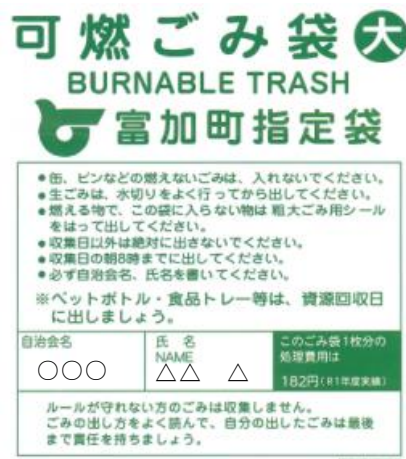 可燃ごみ袋 大
BURNABLE TRASH
富加町指定袋
●缶、ビンなどの燃えないごみは、入れないでください。
●生ごみは、水切りをよく行ってから出してください。
●燃える物で、この袋に入らない物は粗大ごみ用シール
をはって出してください。
●収集日以外は絶対に出さないでください。
●収集日の朝8時までに出してください。
●必ず自治会名、氏名を書いてください。
※ペットボトル・食品トレー等は、資源回収日
に出しましょう。
自治会名
○○○
氏 名
NAME
△△ △
このごみ袋1枚分の
処理費用は
182円(R1年度実績)
ルールが守れない方のごみは収集しません。
ごみの出し方をよく読んで、自分の出したごみは最後
まで責任を持ちましょう。